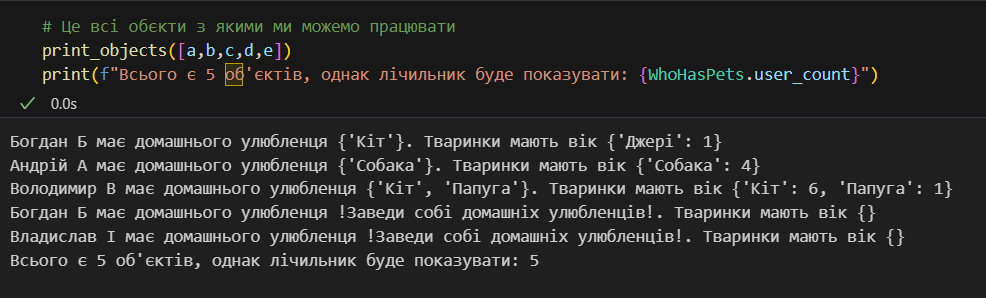 # Це всі обєкти з якими ми можемо працювати
print_objects([a,b,c,d,e])
print(f"Всього є 5 об'єктів, однак лічильник буде показувати: {WhoHasPets.user_count}")
0.0s
Богдан Б має домашнього улюбленця {'Кіт'}. Тваринки мають вік {'Джері': 1}
Андрій А має домашнього улюбленця {'Собака'}. Тваринки мають вік {'Собака': 4}
Володимир В має домашнього улюбленця {'Кіт', 'Папуга'}. Тваринки мають вік {'Кіт': 6, 'Папуга': 1}
Богдан Б має домашнього улюбленця !Заведи собі домашніх улюбленців!. Тваринки мають вік {}
Владислав І має домашнього улюбленця !Заведи собі домашніх улюбленців!. Тваринки мають вік {}
Всього є 5 об'єктів, однак лічильник буде показувати: 5